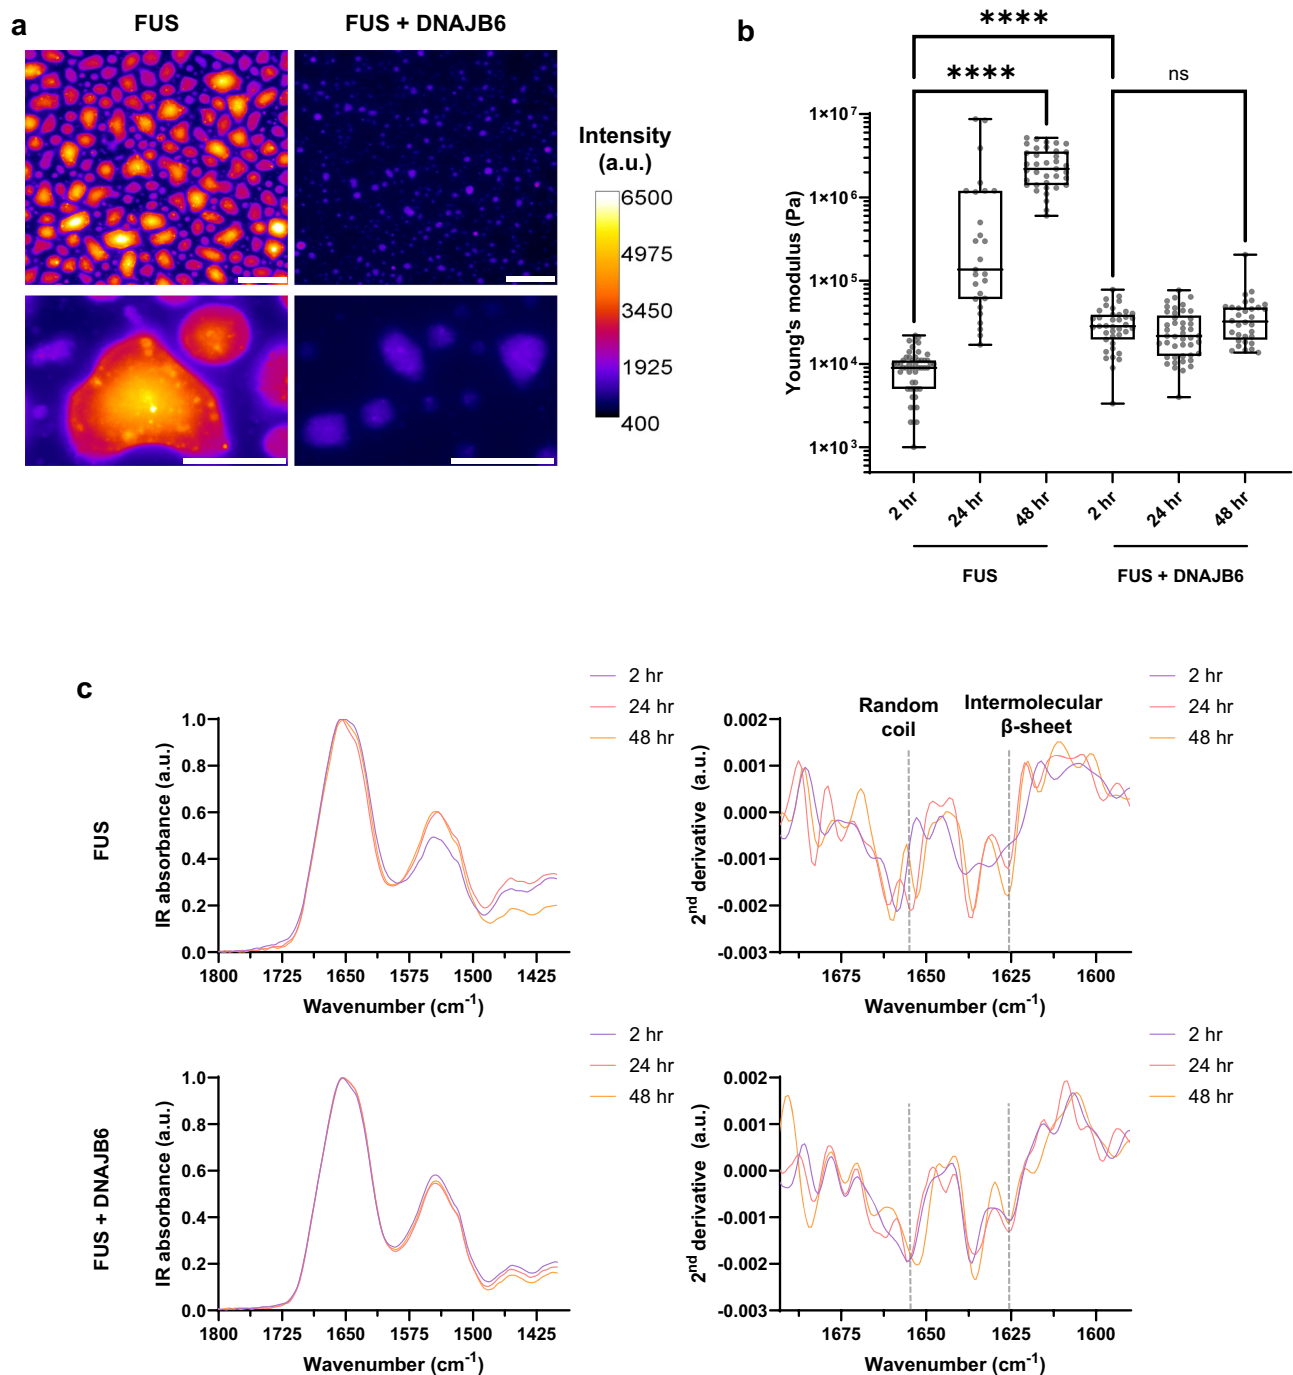 a
FUS
FUS + DNAJB6
Intensity
(a.u.)
6500
4975
3450
1925
400
b
****
****
ns
Young's modulus (Pa)
1×10⁷
1×10⁶
1×10⁵
1×10⁴
1×10³
2 hr
24 hr
48 hr
2 hr
24 hr
48 hr
FUS
FUS + DNAJB6
c
FUS
2 hr
24 hr
48 hr
IR absorbance (a.u.)
1.0
0.8
0.6
0.4
0.2
0.0
1800
1725
1650
1575
1500
1425
Wavenumber (cm⁻¹)
2 hr
24 hr
48 hr
Random
coil
Intermolecular
β-sheet
2ⁿᵈ derivative (a.u.)
0.002
0.001
0.000
-0.001
-0.002
-0.003
1675
1650
1625
1600
Wavenumber (cm⁻¹)
FUS + DNAJB6
2 hr
24 hr
48 hr
IR absorbance (a.u.)
1.0
0.8
0.6
0.4
0.2
0.0
1800
1725
1650
1575
1500
1425
Wavenumber (cm⁻¹)
2 hr
24 hr
48 hr
2ⁿᵈ derivative (a.u.)
0.002
0.001
0.000
-0.001
-0.002
-0.003
1675
1650
1625
1600
Wavenumber (cm⁻¹)